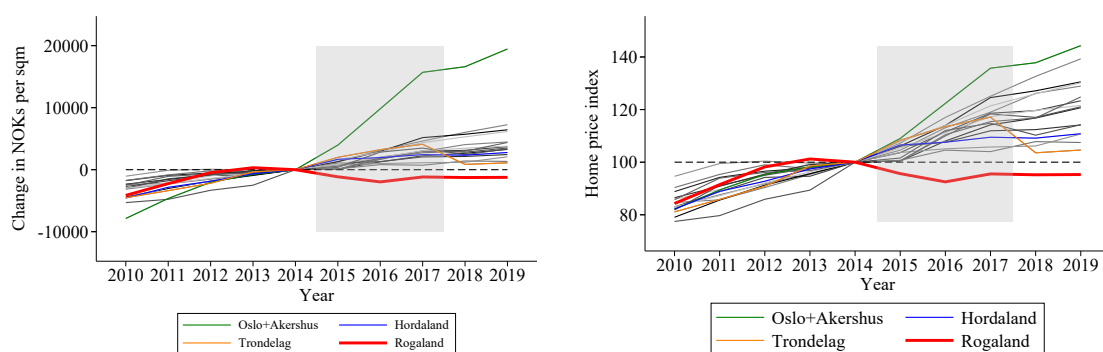 Change in NOKs per sqm
20000
10000
0
-10000
2010 2011 2012 2013 2014 2015 2016 2017 2018 2019
Year
Oslo+Akershus Hordaland
Trondelag Rogaland
Home price index
140
120
100
80
2010 2011 2012 2013 2014 2015 2016 2017 2018 2019
Year
Oslo+Akershus Hordaland
Trondelag Rogaland